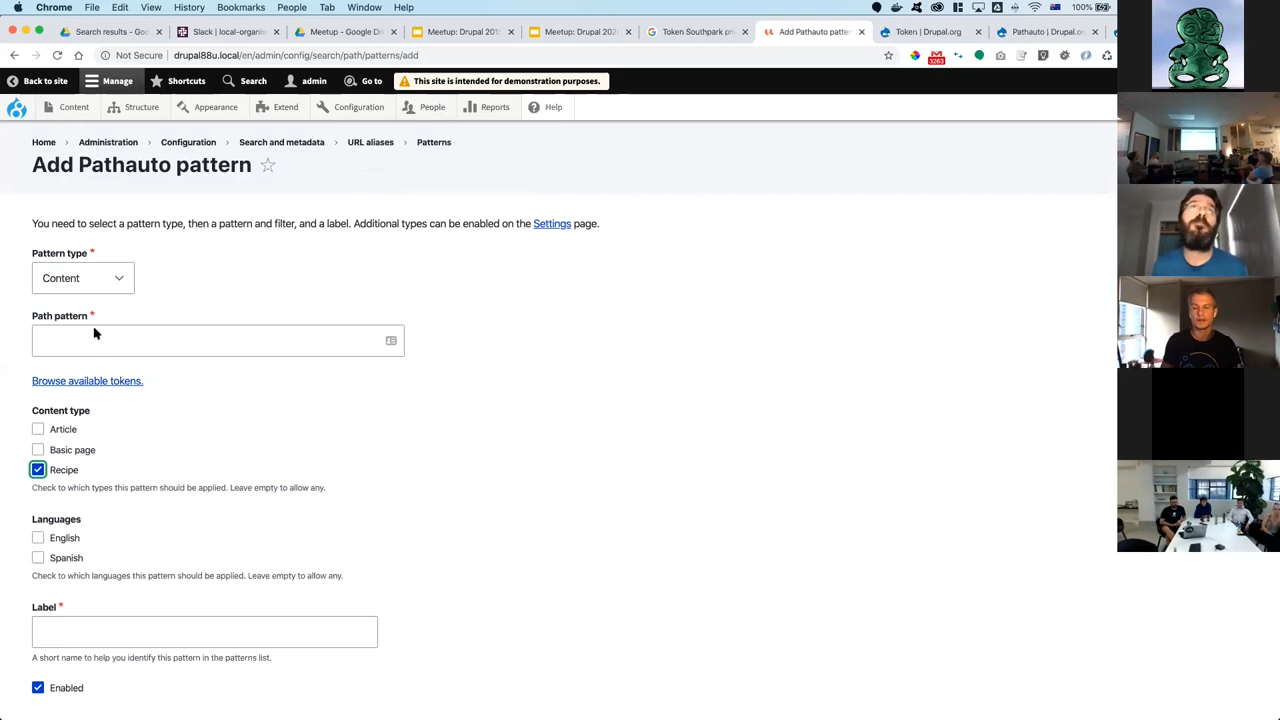 Chrome File Edit View History Bookmarks People Tab Window Help 100%
Search results - Goo Slack | local-organise Meetup - Google Dri Meetup: Drupal 201 Meetup: Drupal 202 Token Southpark pn Add Pathauto pattern Token | Drupal.org Pathauto | Drupal.org
Not Secure drupal88u.local/en/admin/config/search/path/patterns/add 3263
Back to site Manage Shortcuts Search admin Go to This site is intended for demonstration purposes.
Content Structure Appearance Extend Configuration People Reports Help
Home › Administration › Configuration › Search and metadata › URL aliases › Patterns
Add Pathauto pattern
You need to select a pattern type, then a pattern and filter, and a label. Additional types can be enabled on the Settings page.
Pattern type *
Content
Path pattern *
Browse available tokens.
Content type
Article
Basic page
Recipe
Check to which types this pattern should be applied. Leave empty to allow any.
Languages
English
Spanish
Check to which languages this pattern should be applied. Leave empty to allow any.
Label *
A short name to help you identify this pattern in the patterns list.
Enabled